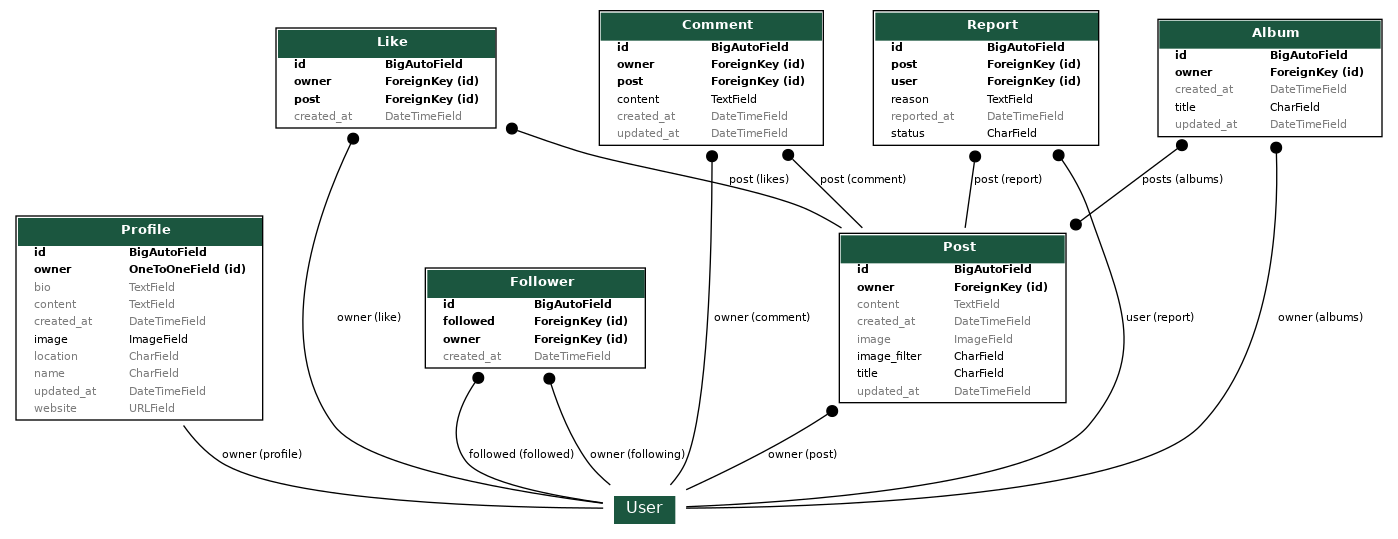 Like
id BigAutoField
owner ForeignKey (id)
post ForeignKey (id)
created_at DateTimeField
Comment
id BigAutoField
owner ForeignKey (id)
post ForeignKey (id)
content TextField
created_at DateTimeField
updated_at DateTimeField
Report
id BigAutoField
post ForeignKey (id)
user ForeignKey (id)
reason TextField
reported_at DateTimeField
status CharField
Album
id BigAutoField
owner ForeignKey (id)
created_at DateTimeField
title CharField
updated_at DateTimeField
post (likes)
post (comment)
post (report)
posts (albums)
Profile
id BigAutoField
owner OneToOneField (id)
bio TextField
content TextField
created_at DateTimeField
image ImageField
location CharField
name CharField
updated_at DateTimeField
website URLField
Follower
id BigAutoField
followed ForeignKey (id)
owner ForeignKey (id)
created_at DateTimeField
Post
id BigAutoField
owner ForeignKey (id)
content TextField
created_at DateTimeField
image ImageField
image_filter CharField
title CharField
updated_at DateTimeField
owner (like)
owner (comment)
user (report)
owner (albums)
owner (profile)
followed (followed)
owner (following)
owner (post)
User